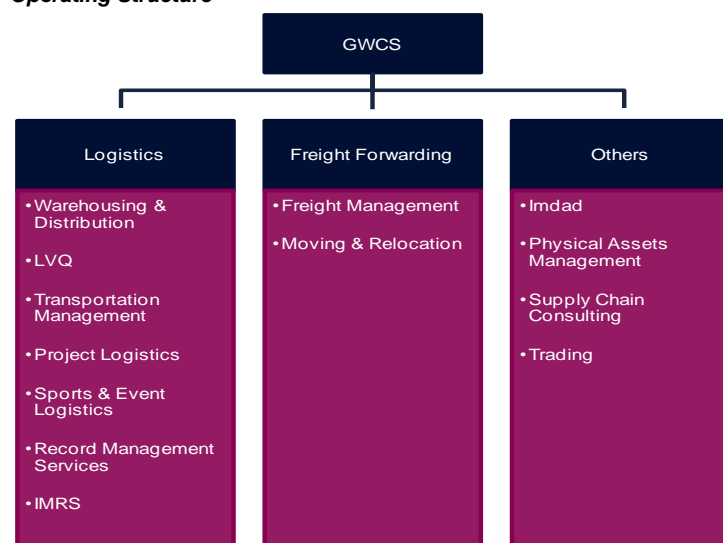 Operating Structure
GWCS
Logistics
•Warehousing &
Distribution
•LVQ
•Transportation
Management
•Project Logistics
•Sports & Event
Logistics
•Record Management
Services
•IMRS
Freight Forwarding
•Freight Management
•Moving & Relocation
Others
•Imdad
•Physical Assets
Management
•Supply Chain
Consulting
•Trading